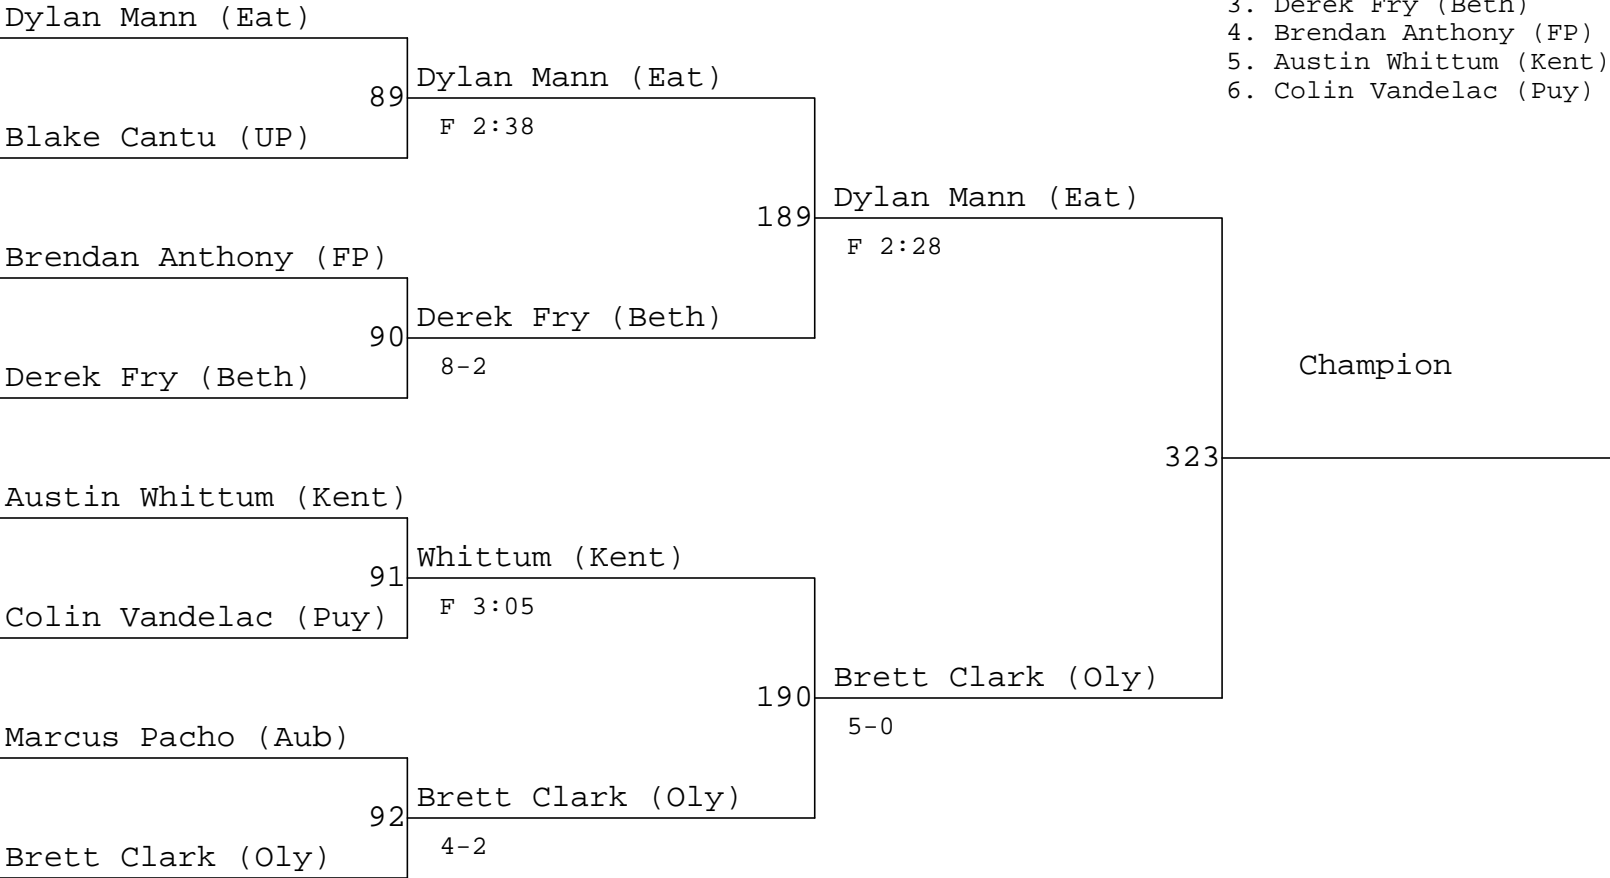 3. Derek Fry (Beth)
4. Brendan Anthony (FP)
5. Austin Whittum (Kent)
6. Colin Vandelac (Puy)
Dylan Mann (Eat)
89
Dylan Mann (Eat)
F 2:38
Blake Cantu (UP)
189
Dylan Mann (Eat)
F 2:28
Brendan Anthony (FP)
90
Derek Fry (Beth)
8-2
Derek Fry (Beth)
Champion
323
Austin Whittum (Kent)
91
Whittum (Kent)
F 3:05
Colin Vandelac (Puy)
190
Brett Clark (Oly)
5-0
Marcus Pacho (Aub)
92
Brett Clark (Oly)
4-2
Brett Clark (Oly)